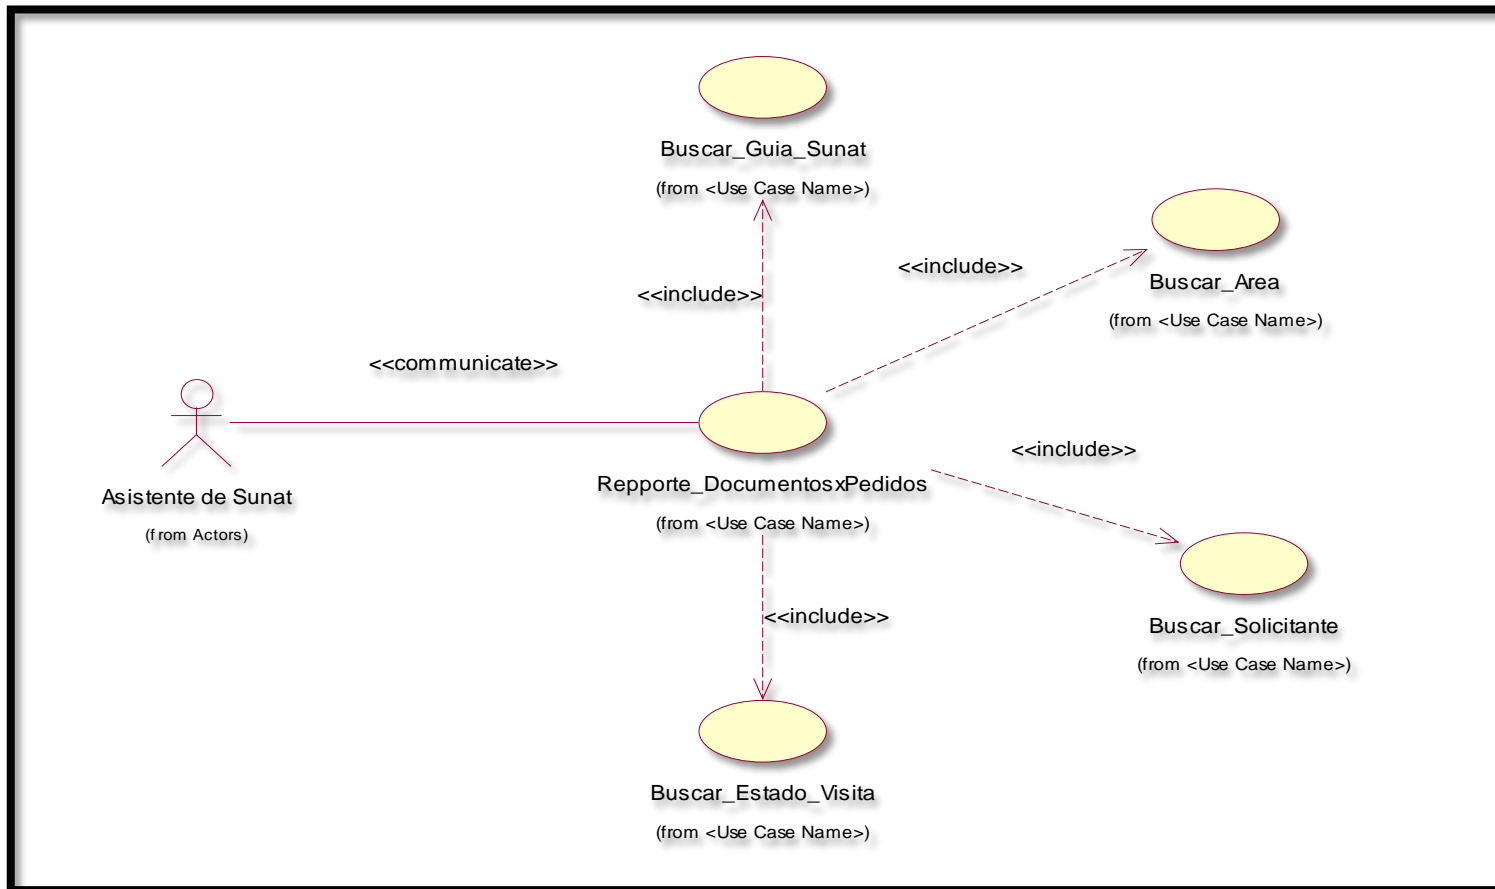 Buscar_Guia_Sunat
(from <Use Case Name>)
<<include>>
<<include>>
Buscar_Area
(from <Use Case Name>)
<<communicate>>
Asistente de Sunat
(from Actors)
Repporte_DocumentosxPedidos
(from <Use Case Name>)
<<include>>
<<include>>
Buscar_Solicitante
(from <Use Case Name>)
Buscar_Estado_Visita
(from <Use Case Name>)